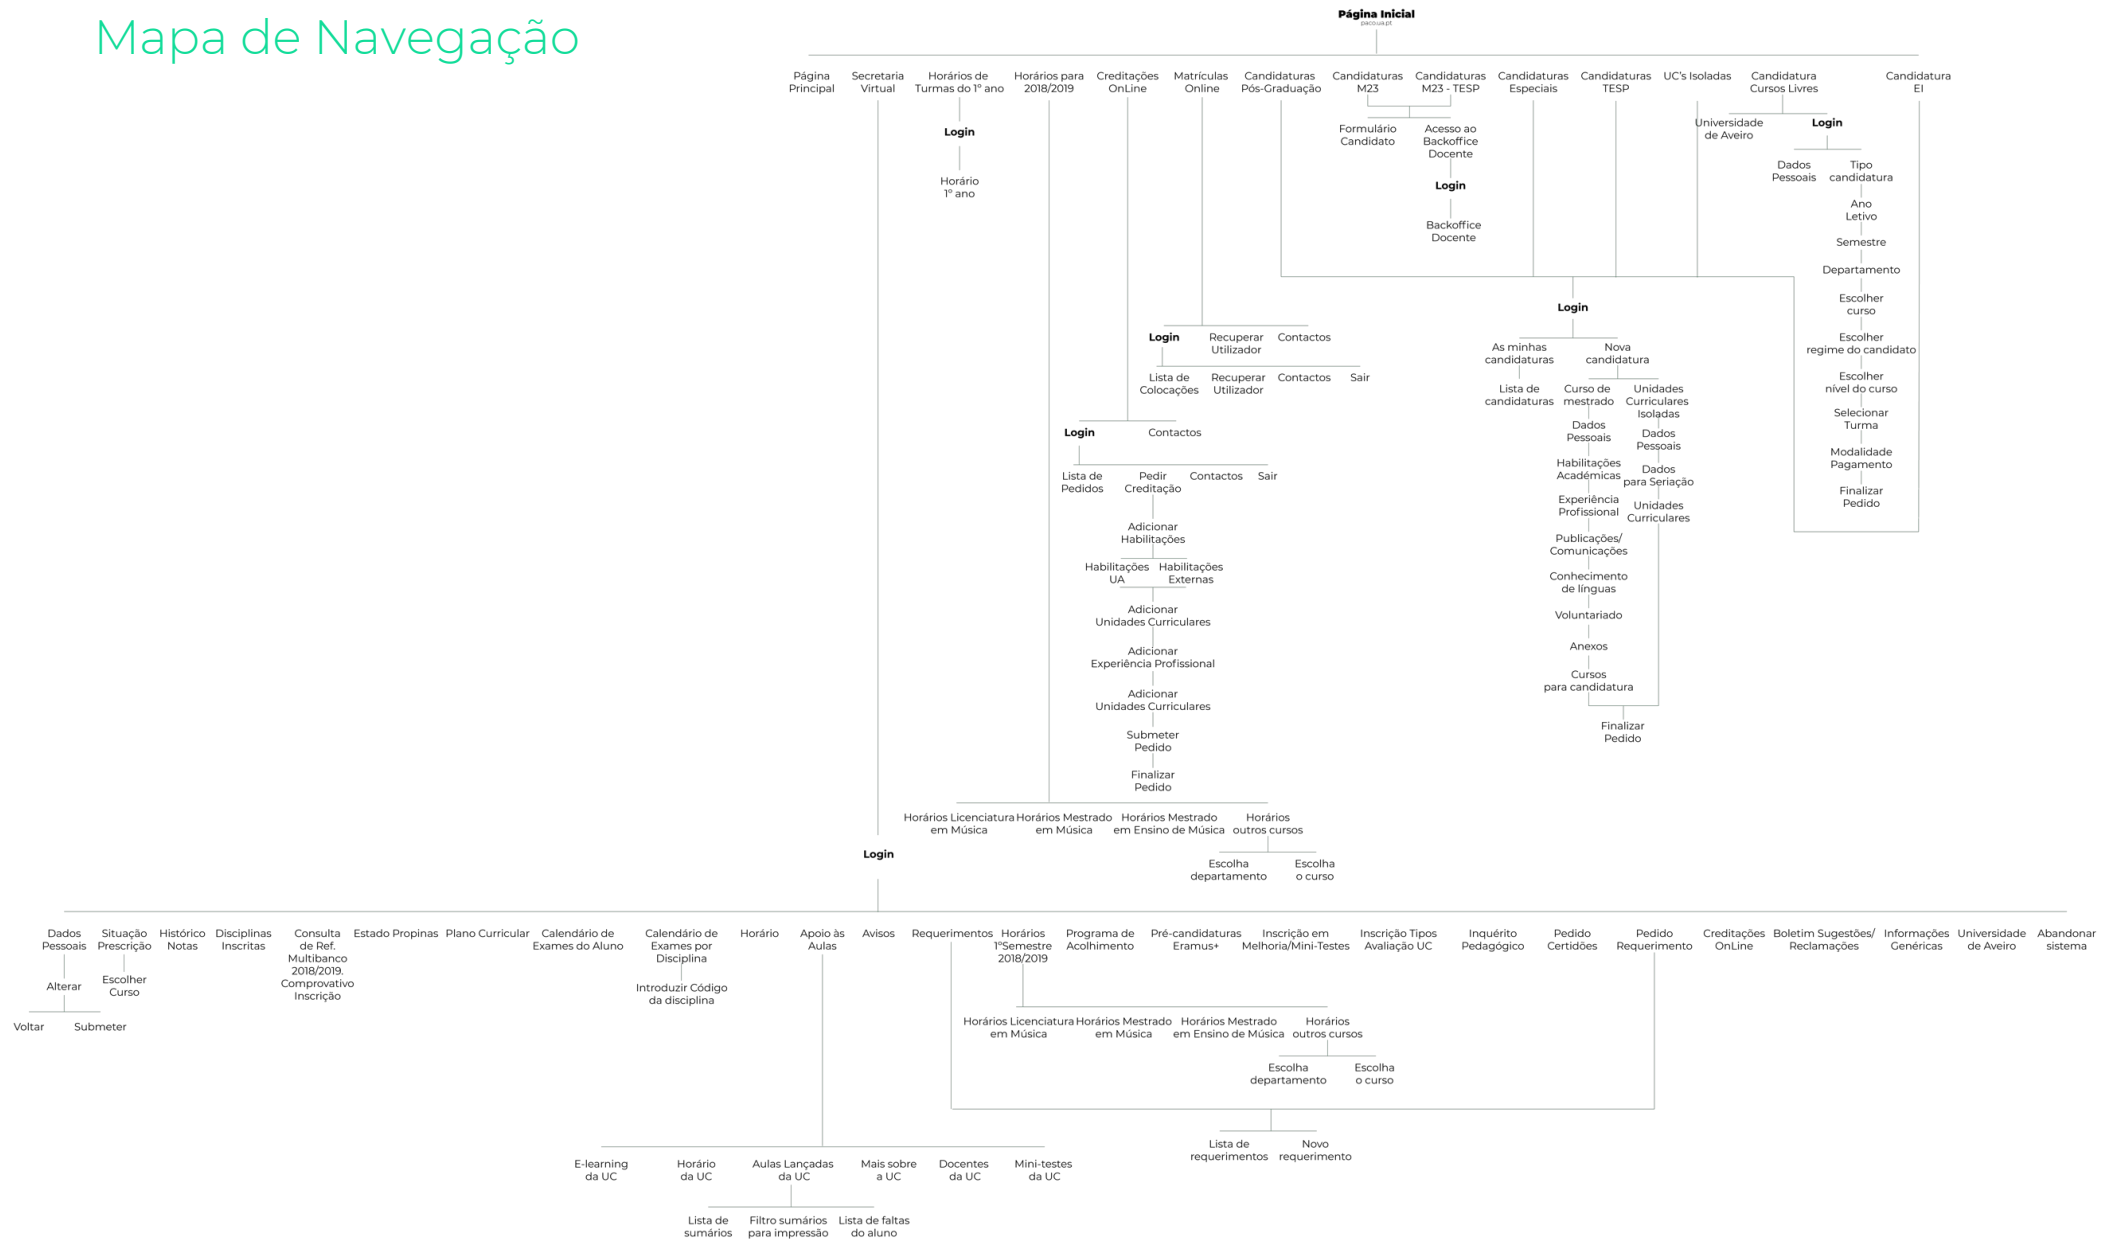 Mapa de Navegação
Página Inicial
paco.ua.pt
Página
Principal
Secretaria
Virtual
Horários de
Turmas do 1º ano
Horários para
2018/2019
Creditações
OnLine
Matrículas
Online
Candidaturas
Pós-Graduação
Candidaturas
M23
Candidaturas
M23 - TESP
Candidaturas
Especiais
Candidaturas
TESP
UC's Isoladas
Candidatura
Cursos Livres
Candidatura
EI
Login
Horário
1º ano
Formulário
Candidato
Acesso ao
Backoffice
Docente
Login
Backoffice
Docente
Universidade
de Aveiro
Login
Dados
Pessoais
Tipo
candidatura
Ano
Letivo
Semestre
Departamento
Escolher
curso
Escolher
regime do candidato
Escolher
nível do curso
Selecionar
Turma
Modalidade
Pagamento
Finalizar
Pedido
Login
As minhas
candidaturas
Nova
candidatura
Lista de
candidaturas
Curso de
mestrado
Unidades
Curriculares
Isoladas
Dados
Pessoais
Habilitações
Académicas
Experiência
Profissional
Publicações/
Comunicações
Conhecimento
de línguas
Voluntariado
Anexos
Cursos
para candidatura
Dados
Pessoais
Dados
para Seriação
Unidades
Curriculares
Finalizar
Pedido
Login
Recuperar
Utilizador
Contactos
Lista de
Colocações
Recuperar
Utilizador
Contactos
Sair
Login
Contactos
Lista de
Pedidos
Pedir
Creditação
Contactos
Sair
Adicionar
Habilitações
Habilitações
UA
Habilitações
Externas
Adicionar
Unidades Curriculares
Adicionar
Experiência Profissional
Adicionar
Unidades Curriculares
Submeter
Pedido
Finalizar
Pedido
Horários Licenciatura
em Música
Horários Mestrado
em Música
Horários Mestrado
em Ensino de Música
Horários
outros cursos
Escolha
departamento
Escolha
o curso
Login
Dados
Pessoais
Situação
Prescrição
Histórico
Notas
Disciplinas
Inscritas
Consulta
de Ref.
Multibanco
2018/2019.
Comprovativo
Inscrição
Estado Propinas
Plano Curricular
Calendário de
Exames do Aluno
Calendário de
Exames por
Disciplina
Horário
Apoio às
Aulas
Avisos
Requerimentos
Horários
1ºSemestre
2018/2019
Programa de
Acolhimento
Pré-candidaturas
Eramus+
Inscrição em
Melhoria/Mini-Testes
Inscrição Tipos
Avaliação UC
Inquérito
Pedagógico
Pedido
Certidões
Pedido
Requerimento
Creditações
OnLine
Boletim Sugestões/
Reclamações
Informações
Genéricas
Universidade
de Aveiro
Abandonar
sistema
Alterar
Voltar
Submeter
Escolher
Curso
Introduzir Código
da disciplina
Horários Licenciatura
em Música
Horários Mestrado
em Música
Horários Mestrado
em Ensino de Música
Horários
outros cursos
Escolha
departamento
Escolha
o curso
Lista de
requerimentos
Novo
requerimento
E-learning
da UC
Horário
da UC
Aulas Lançadas
da UC
Mais sobre
a UC
Docentes
da UC
Mini-testes
da UC
Lista de
sumários
Filtro sumários
para impressão
Lista de faltas
do aluno